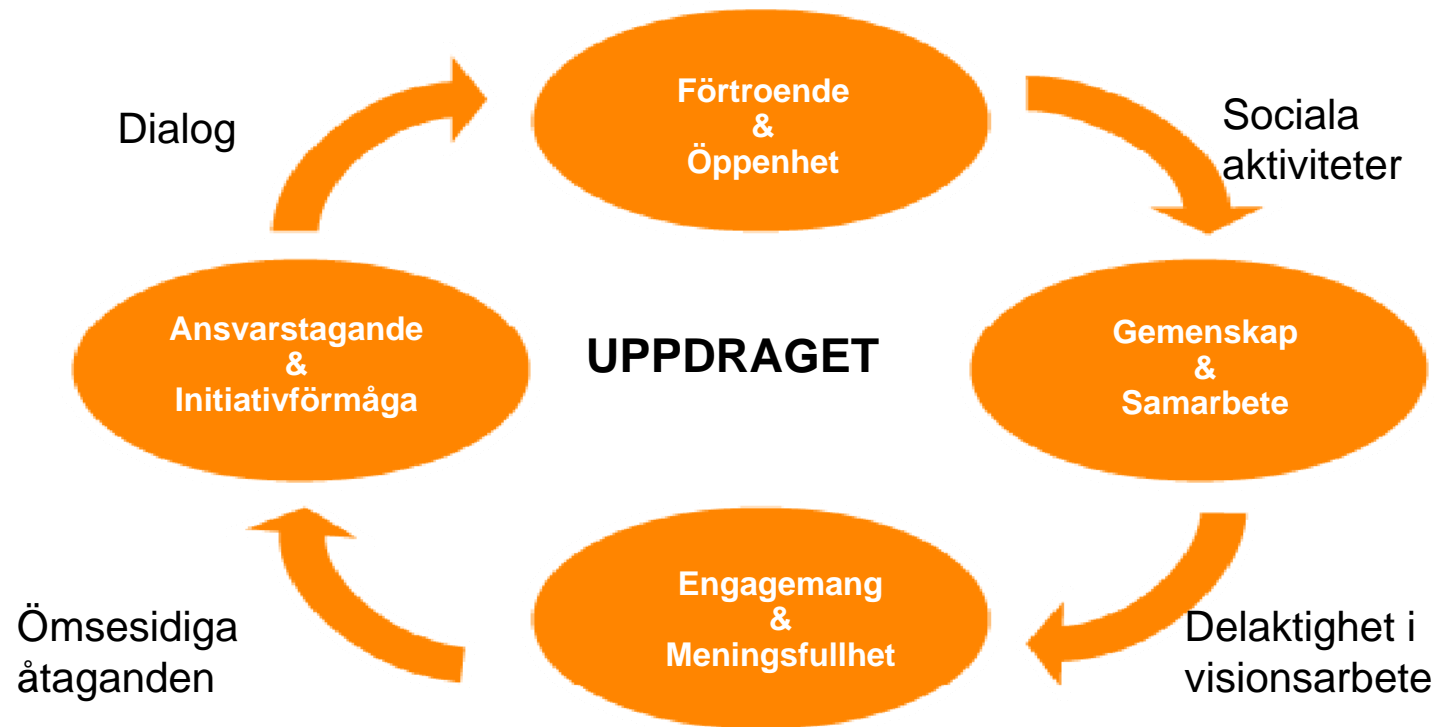 Förtroende
&
Öppenhet
Dialog
Sociala
aktiviteter
Ansvarstagande
&
Initiativförmåga
UPPDRAGET
Gemenskap
&
Samarbete
Engagemang
&
Meningsfullhet
Ömsesidiga
åtaganden
Delaktighet i
visionsarbete